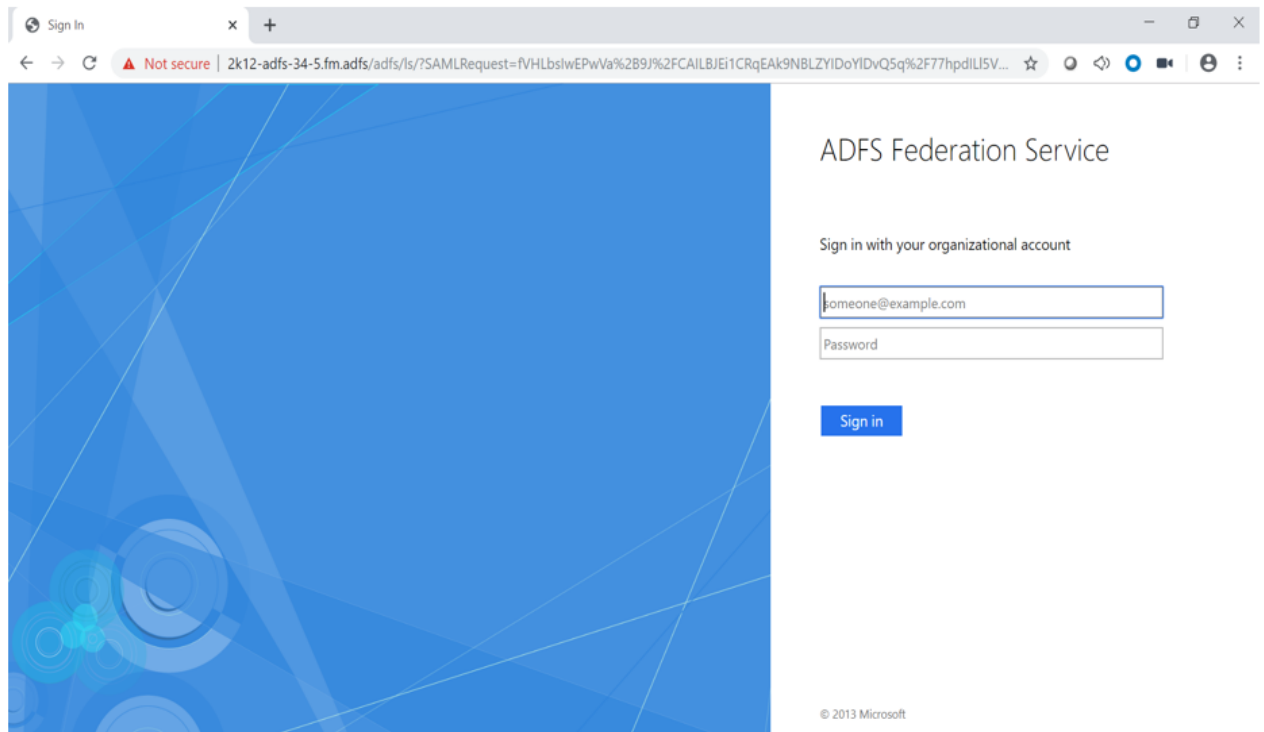 Sign In
Not secure 2k12-adfs-34-5.fm.adfs/adfs/ls/?SAMLRequest=fVHLbsIwEPwVa%2B9J%2FCAILBJEi1CRqEAk9NBLZYIDoYlDvQ5q%2F77hpdILl5V...
ADFS Federation Service
Sign in with your organizational account
someone@example.com
Password
Sign in
© 2013 Microsoft